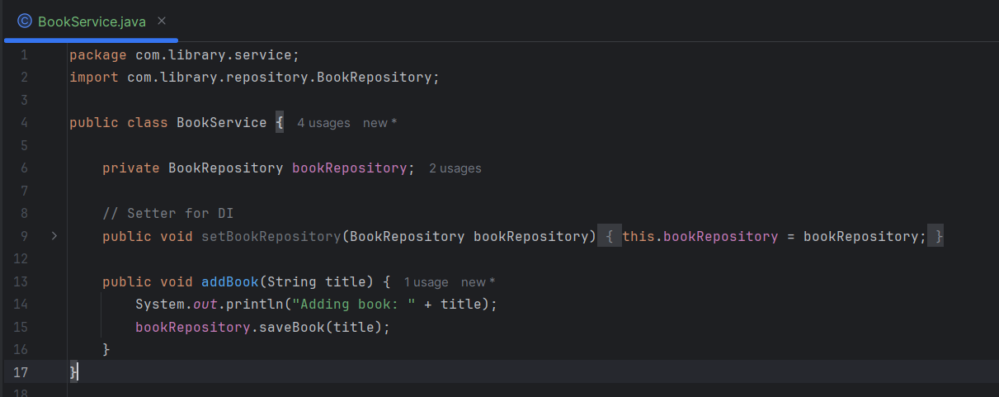 BookService.java
1 package com.library.service;
2 import com.library.repository.BookRepository;
3
4 public class BookService { 4 usages new *
5
6     private BookRepository bookRepository; 2 usages
7
8     // Setter for DI
9     public void setBookRepository(BookRepository bookRepository) { this.bookRepository = bookRepository; }
12
13     public void addBook(String title) { 1 usage new *
14         System.out.println("Adding book: " + title);
15         bookRepository.saveBook(title);
16     }
17 }
18